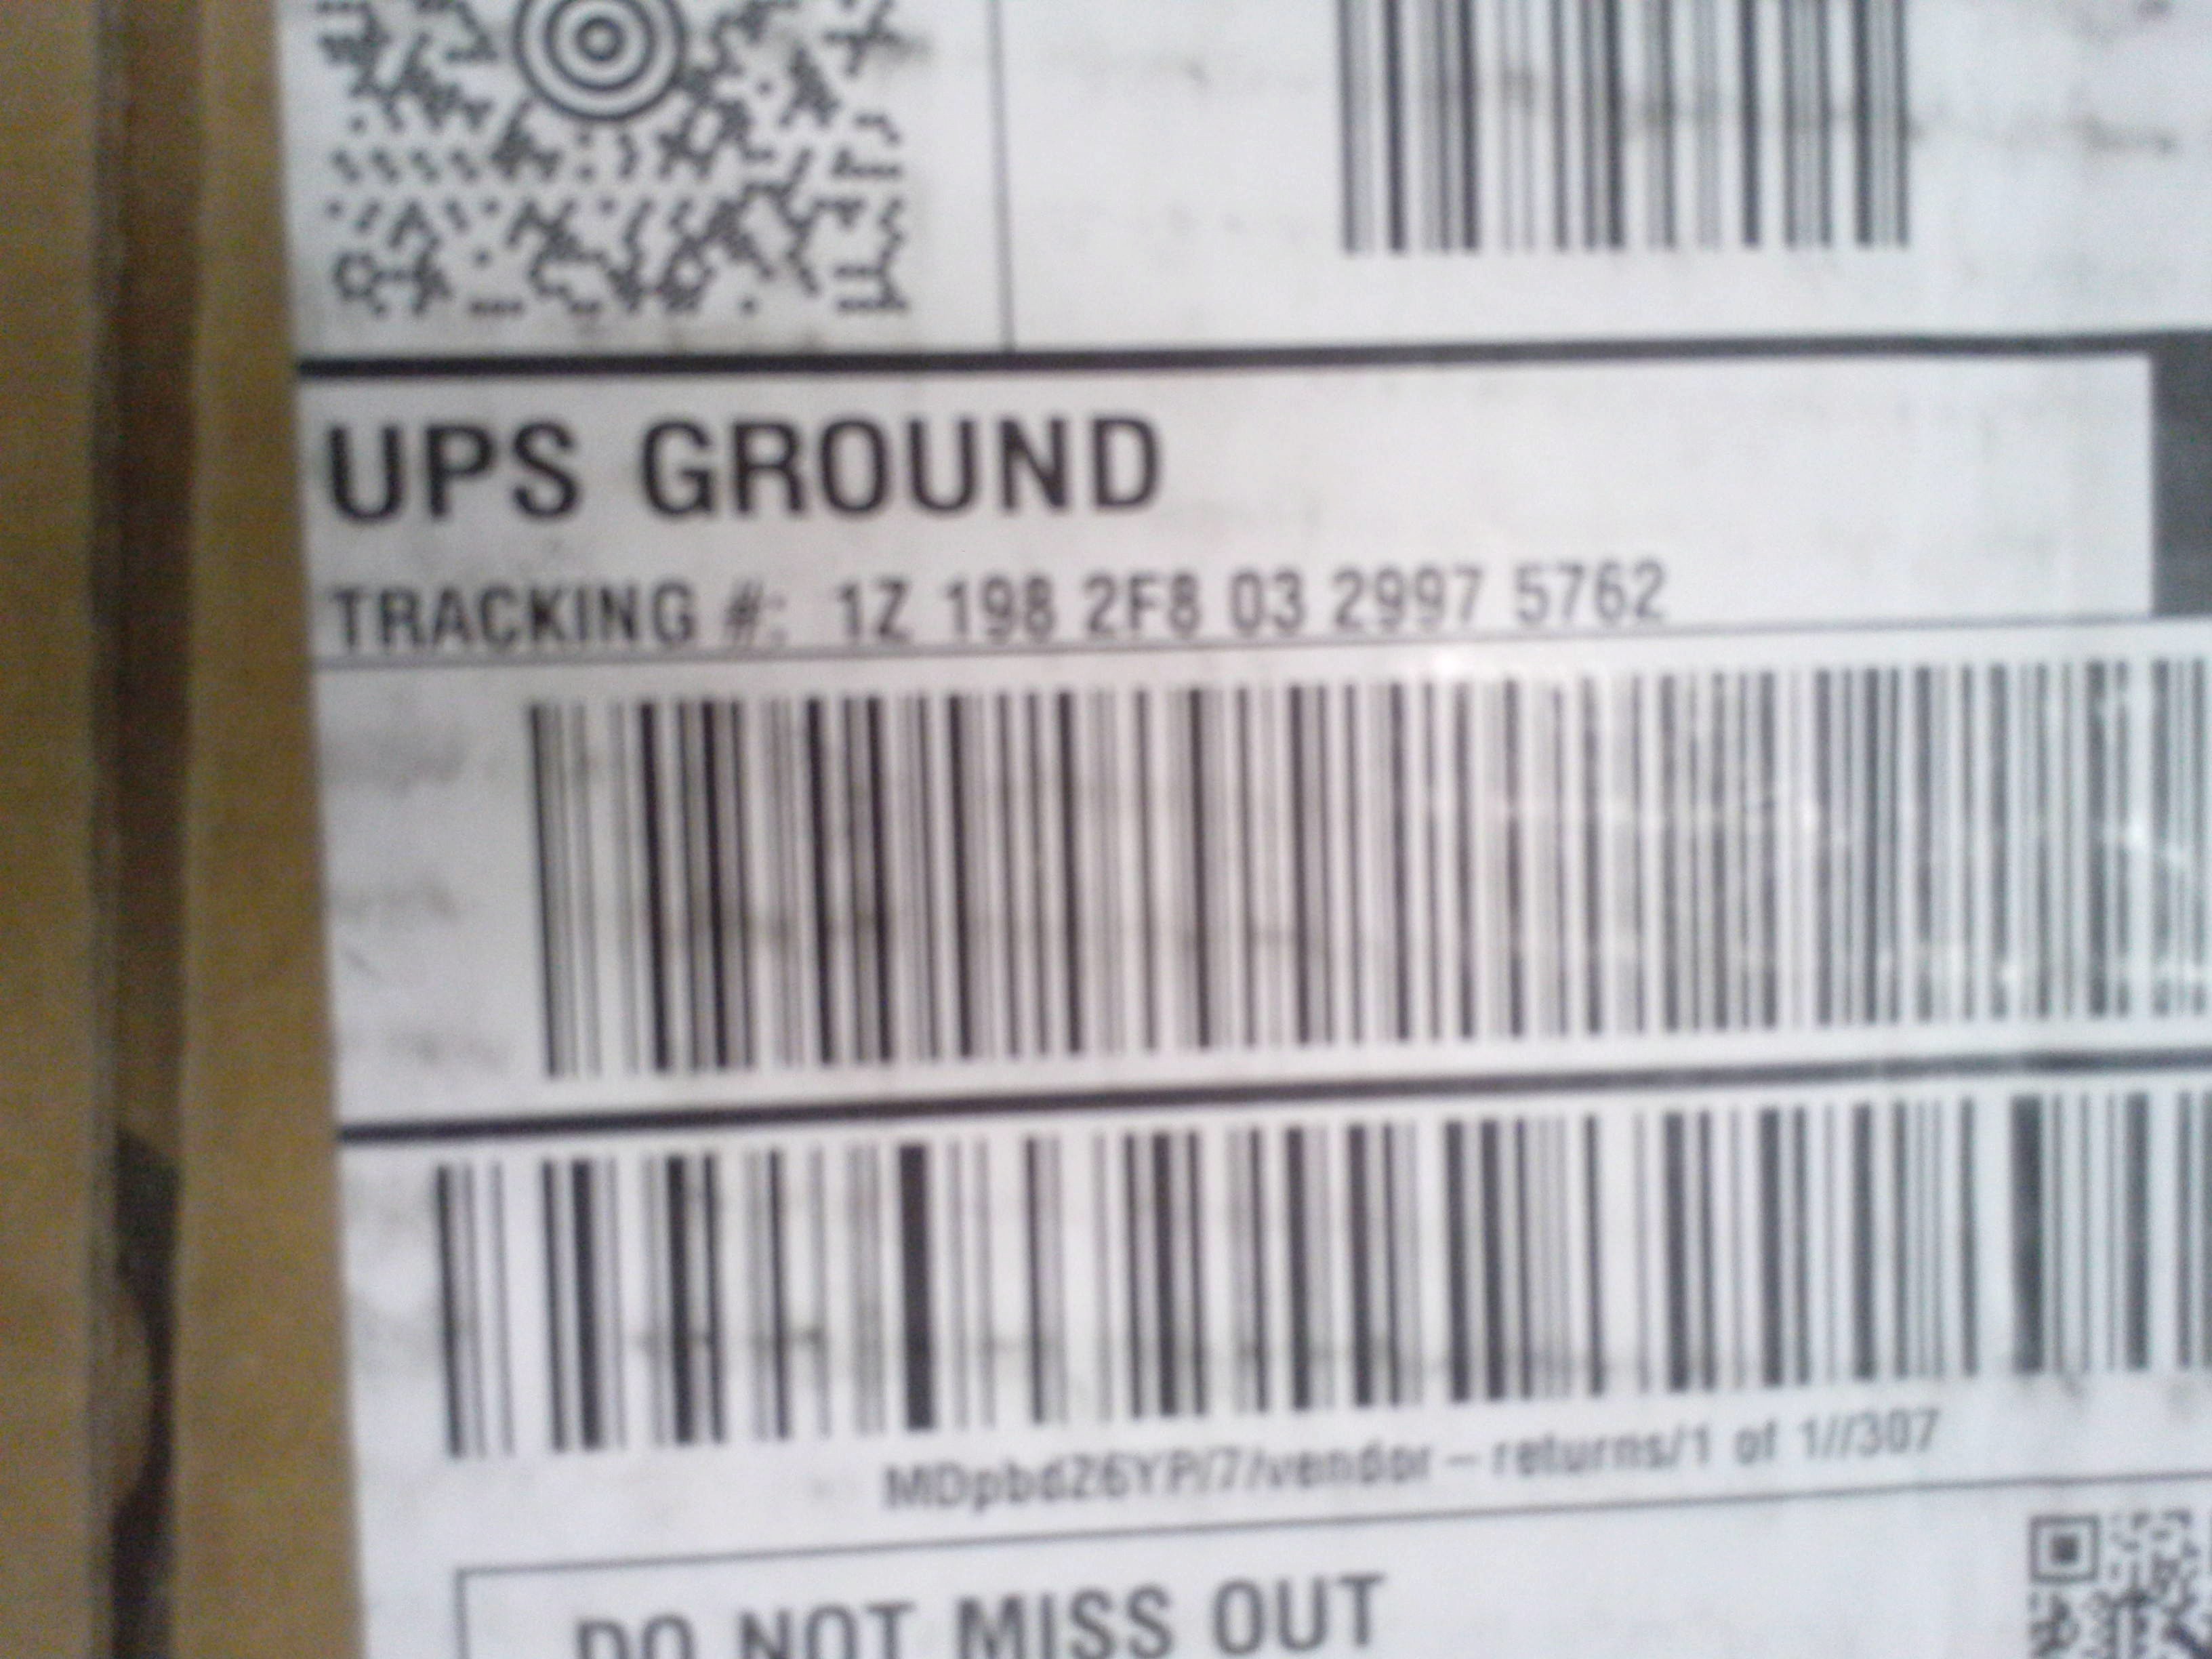 UPS GROUND
TRACKING #: 1Z 198 2F8 03 2997 5762
MDpbdZ6YP/7/vendor – returns/1 of 1//307
DO NOT MISS OUT